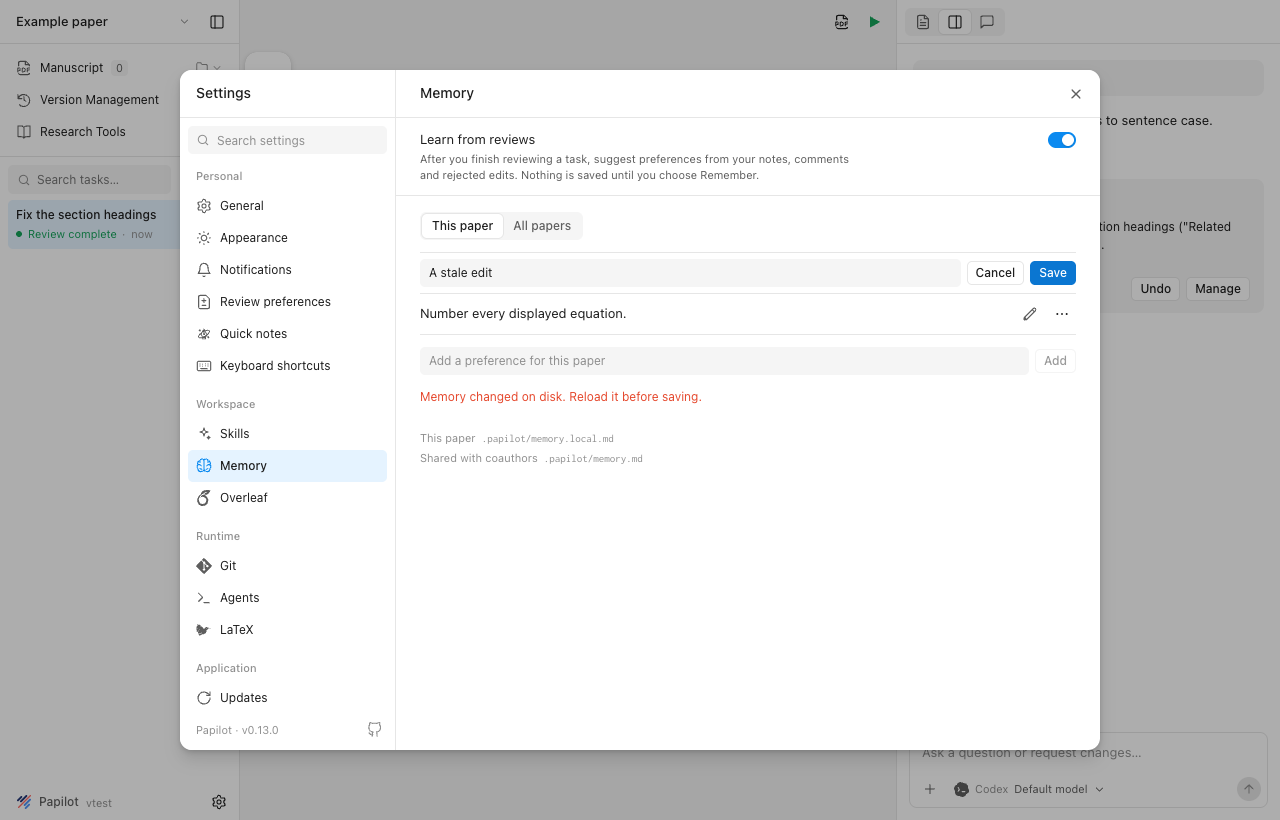 Example paper
Manuscript 0
Version Management
Research Tools
Search tasks...
Fix the section headings
Review complete · now
Papilot vtest
Settings
Search settings
Personal
General
Appearance
Notifications
Review preferences
Quick notes
Keyboard shortcuts
Workspace
Skills
Memory
Overleaf
Runtime
Git
Agents
LaTeX
Application
Updates
Papilot · v0.13.0
Memory
Learn from reviews
After you finish reviewing a task, suggest preferences from your notes, comments
and rejected edits. Nothing is saved until you choose Remember.
This paper All papers
A stale edit Cancel Save
Number every displayed equation.
Add a preference for this paper Add
Memory changed on disk. Reload it before saving.
This paper .papilot/memory.local.md
Shared with coauthors .papilot/memory.md
PDF
PDF
to sentence case.
headings ("Related
Undo Manage
Ask a question or request changes...
Codex Default model